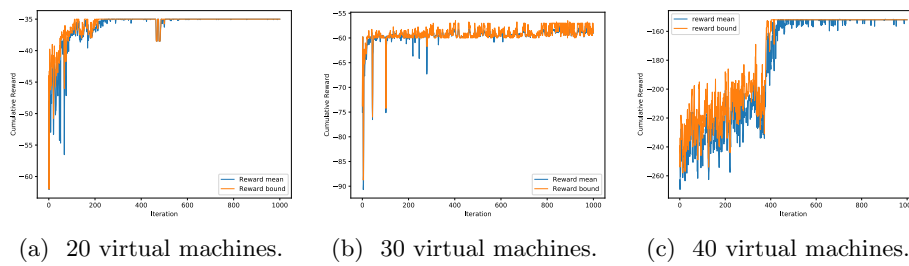 −35
−40
−45
−50
−55
−60
Cumulative Reward
0
200
400
600
800
1000
Iteration
Reward mean
Reward bound
−55
−60
−65
−70
−75
−80
−85
−90
Cumulative Reward
0
200
400
600
800
1000
Iteration
Reward mean
Reward bound
−160
−180
−200
−220
−240
−260
Cumulative Reward
0
200
400
600
800
1000
Iteration
reward mean
reward bound
(a) 20 virtual machines.
(b) 30 virtual machines.
(c) 40 virtual machines.